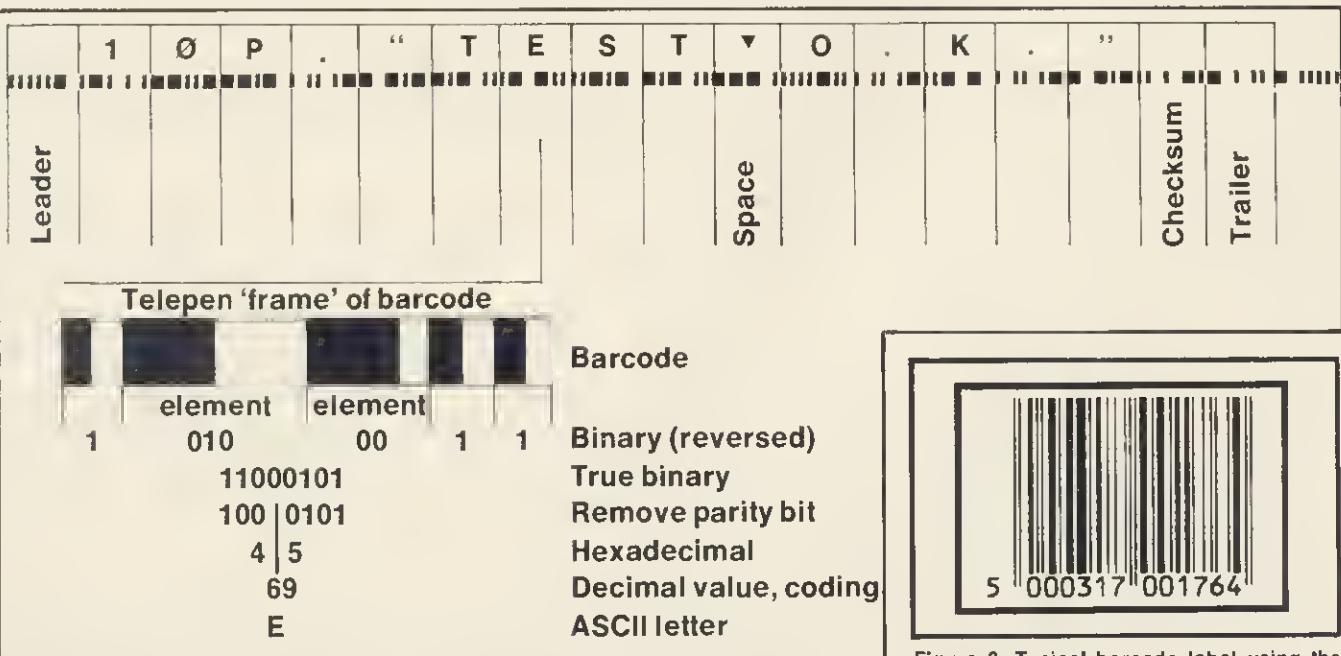 1 Ø P . “ T E S T ▼ O . K . ”
Leader Space Checksum Trailer
Telepen ‘frame’ of barcode
Barcode
element element
1 010 00 1 1 Binary (reversed)
11000101 True binary
100 | 0101 Remove parity bit
4 | 5 Hexadecimal
69 Decimal value, coding
E ASCII letter
5 000317 001764